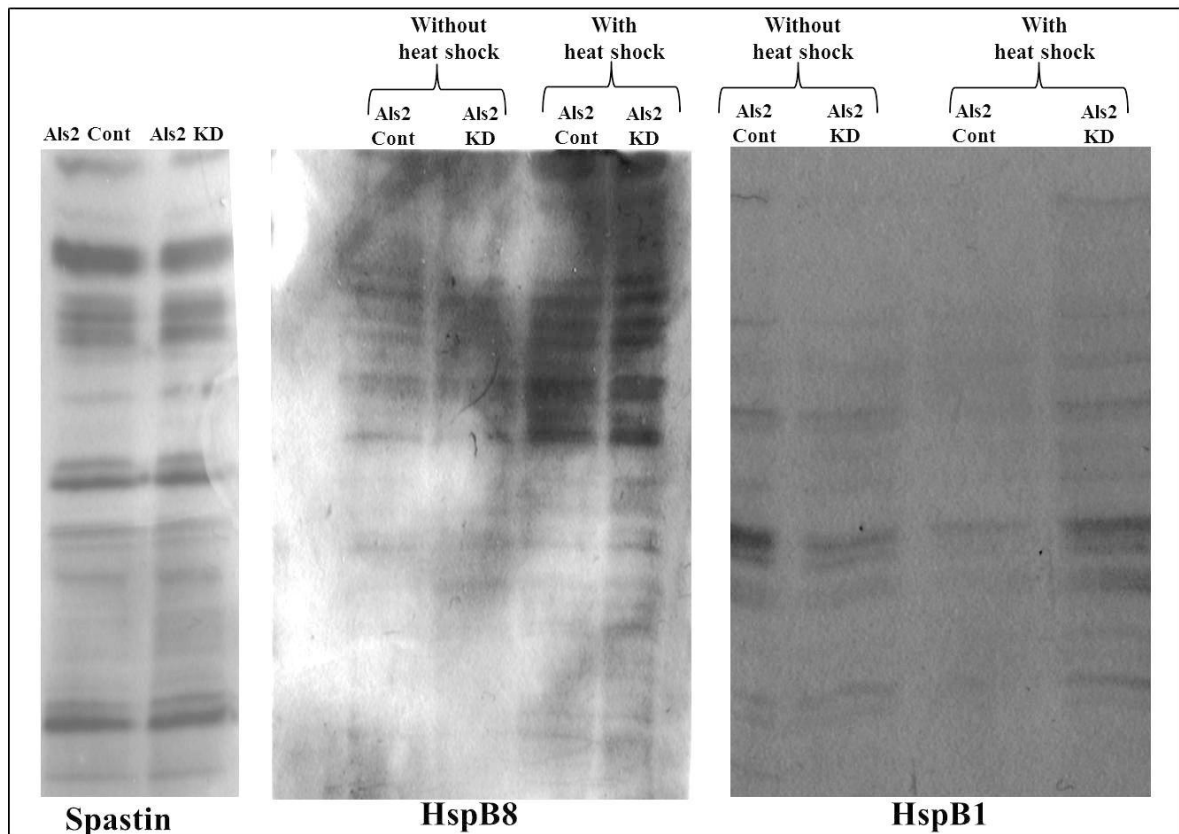 Without heat shock
With heat shock
Without heat shock
With heat shock
Als2 Cont
Als2 KD
Als2 Cont
Als2 KD
Als2 Cont
Als2 KD
Als2 Cont
Als2 KD
Als2 Cont
Als2 KD
Spastin
HspB8
HspB1